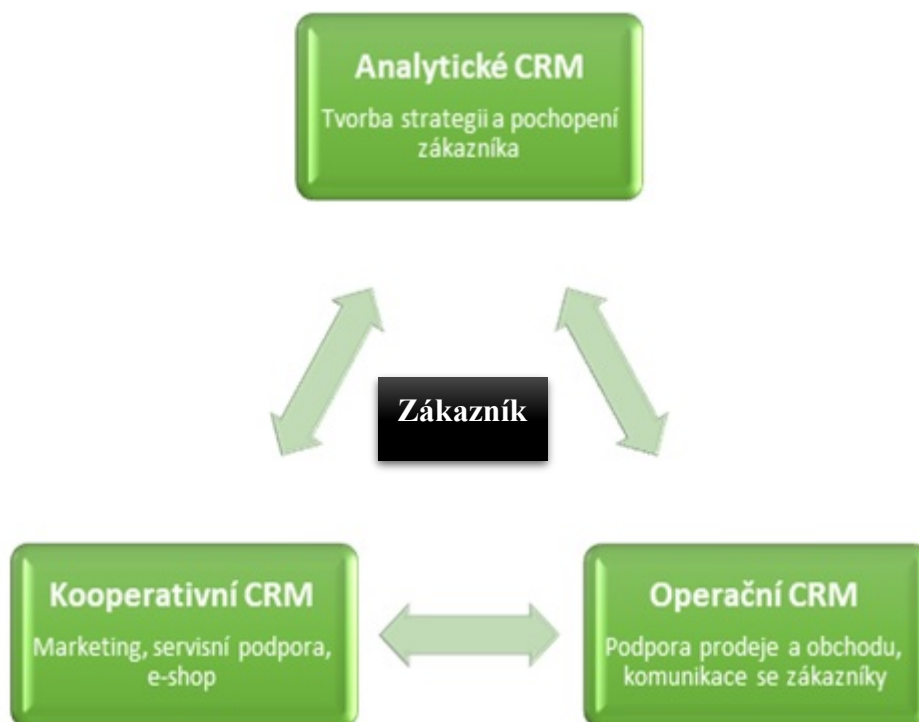 Analytické CRM
Tvorba strategii a pochopení
zákazníka
Zákazník
Kooperativní CRM
Marketing, servisní podpora,
e-shop
Operační CRM
Podpora prodeje a obchodu,
komunikace se zákazníky